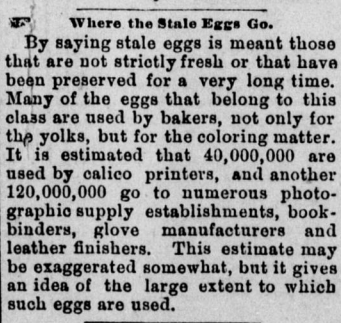 Where the Stale Eggs Go.
By saying stale eggs is meant those
that are not strictly fresh or that have
been preserved for a very long time.
Many of the eggs that belong to this
class are used by bakers, not only for
the yolks, but for the coloring matter.
It is estimated that 40,000,000 are
used by calico printers, and another
120,000,000 go to numerous photo-
graphic supply establishments, book-
binders, glove manufacturers and
leather finishers. This estimate may
be exaggerated somewhat, but it gives
an idea of the large extent to which
such eggs are used.